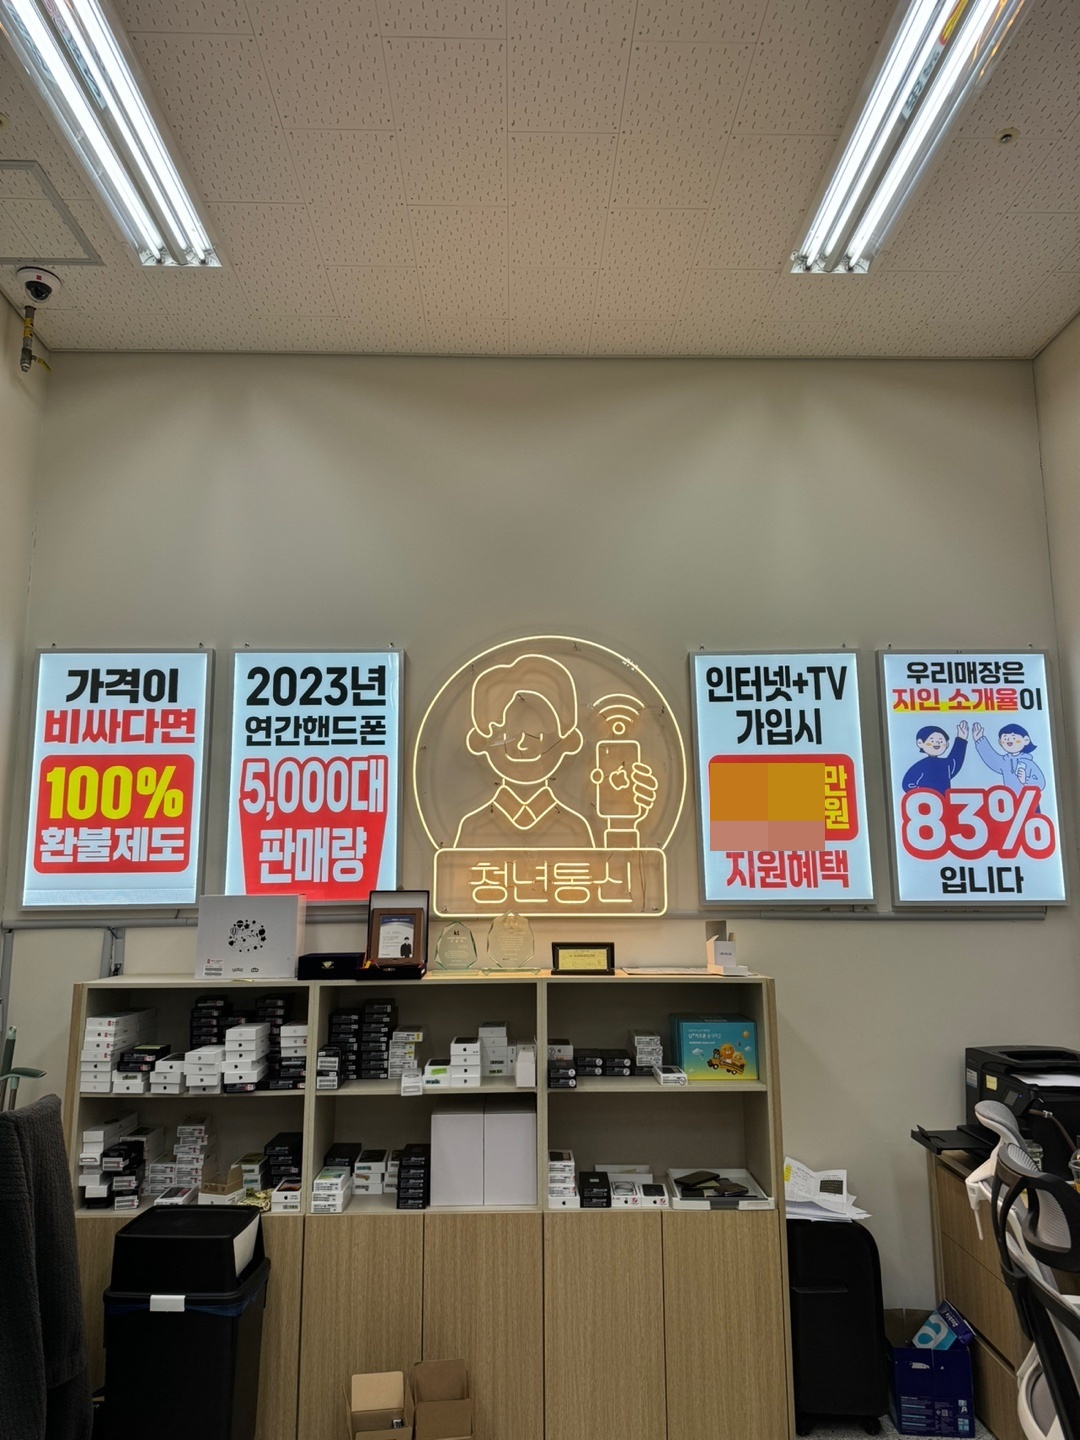 가격이
비싸다면
100%
환불제도
2023년
연간핸드폰
5,000대
판매량
청년통신
인터넷+TV
가입시
만
원
지원혜택
우리매장은
지인 소개율이
83%
입니다